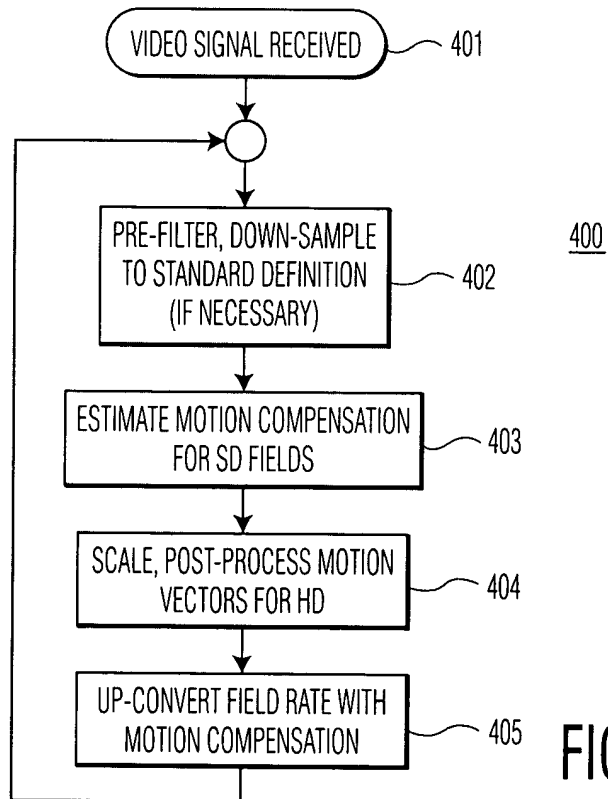 VIDEO SIGNAL RECEIVED
401
PRE-FILTER, DOWN-SAMPLE
TO STANDARD DEFINITION
(IF NECESSARY)
402
400
ESTIMATE MOTION COMPENSATION
FOR SD FIELDS
403
SCALE, POST-PROCESS MOTION
VECTORS FOR HD
404
UP-CONVERT FIELD RATE WITH
MOTION COMPENSATION
405
FIG